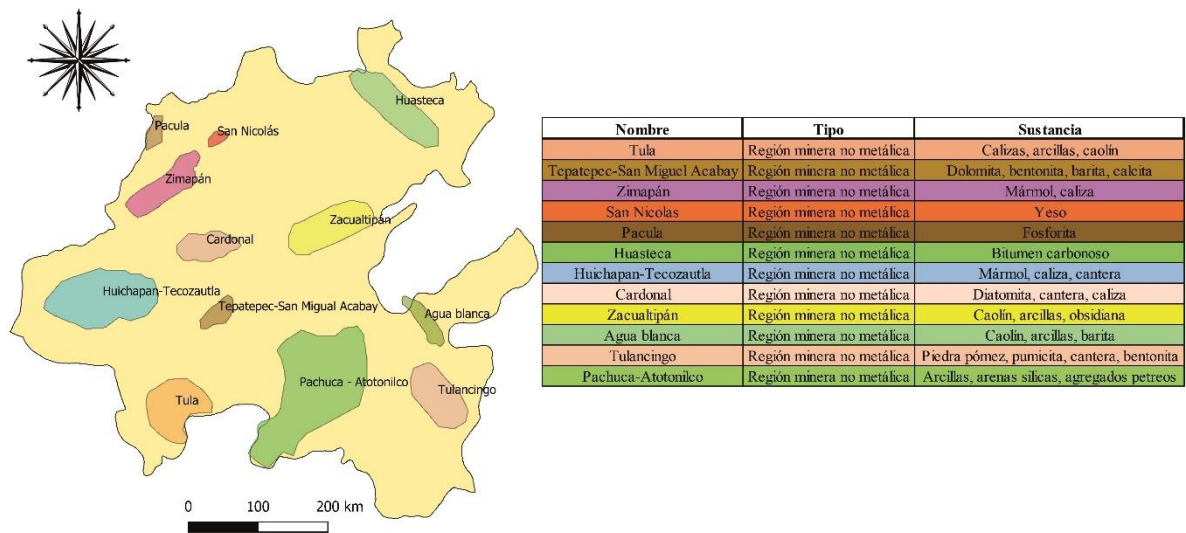 Huasteca
Pacula
San Nicolás
Zimapán
Zacualtipán
Cardonal
Huichapan-Tecozautla
Tepatepec-San Migual Acabay
Agua blanca
Pachuca - Atotonilco
Tulancingo
Tula
0 100 200 km
Nombre Tipo Sustancia
Tula Región minera no metálica Calizas, arcillas, caolín
Tepatepec-San Miguel Acabay Región minera no metálica Dolomita, bentonita, barita, calcita
Zimapán Región minera no metálica Mármol, caliza
San Nicolas Región minera no metálica Yeso
Pacula Región minera no metálica Fosforita
Huasteca Región minera no metálica Bitumen carbonoso
Huichapan-Tecozautla Región minera no metálica Mármol, caliza, cantera
Cardonal Región minera no metálica Diatomita, cantera, caliza
Zacualtipán Región minera no metálica Caolín, arcillas, obsidiana
Agua blanca Región minera no metálica Caolin, arcillas, barita
Tulancingo Región minera no metálica Piedra pómez, pumicita, cantera, bentonita
Pachuca-Atotonilco Región minera no metálica Arcillas, arenas silicas, agregados petreos